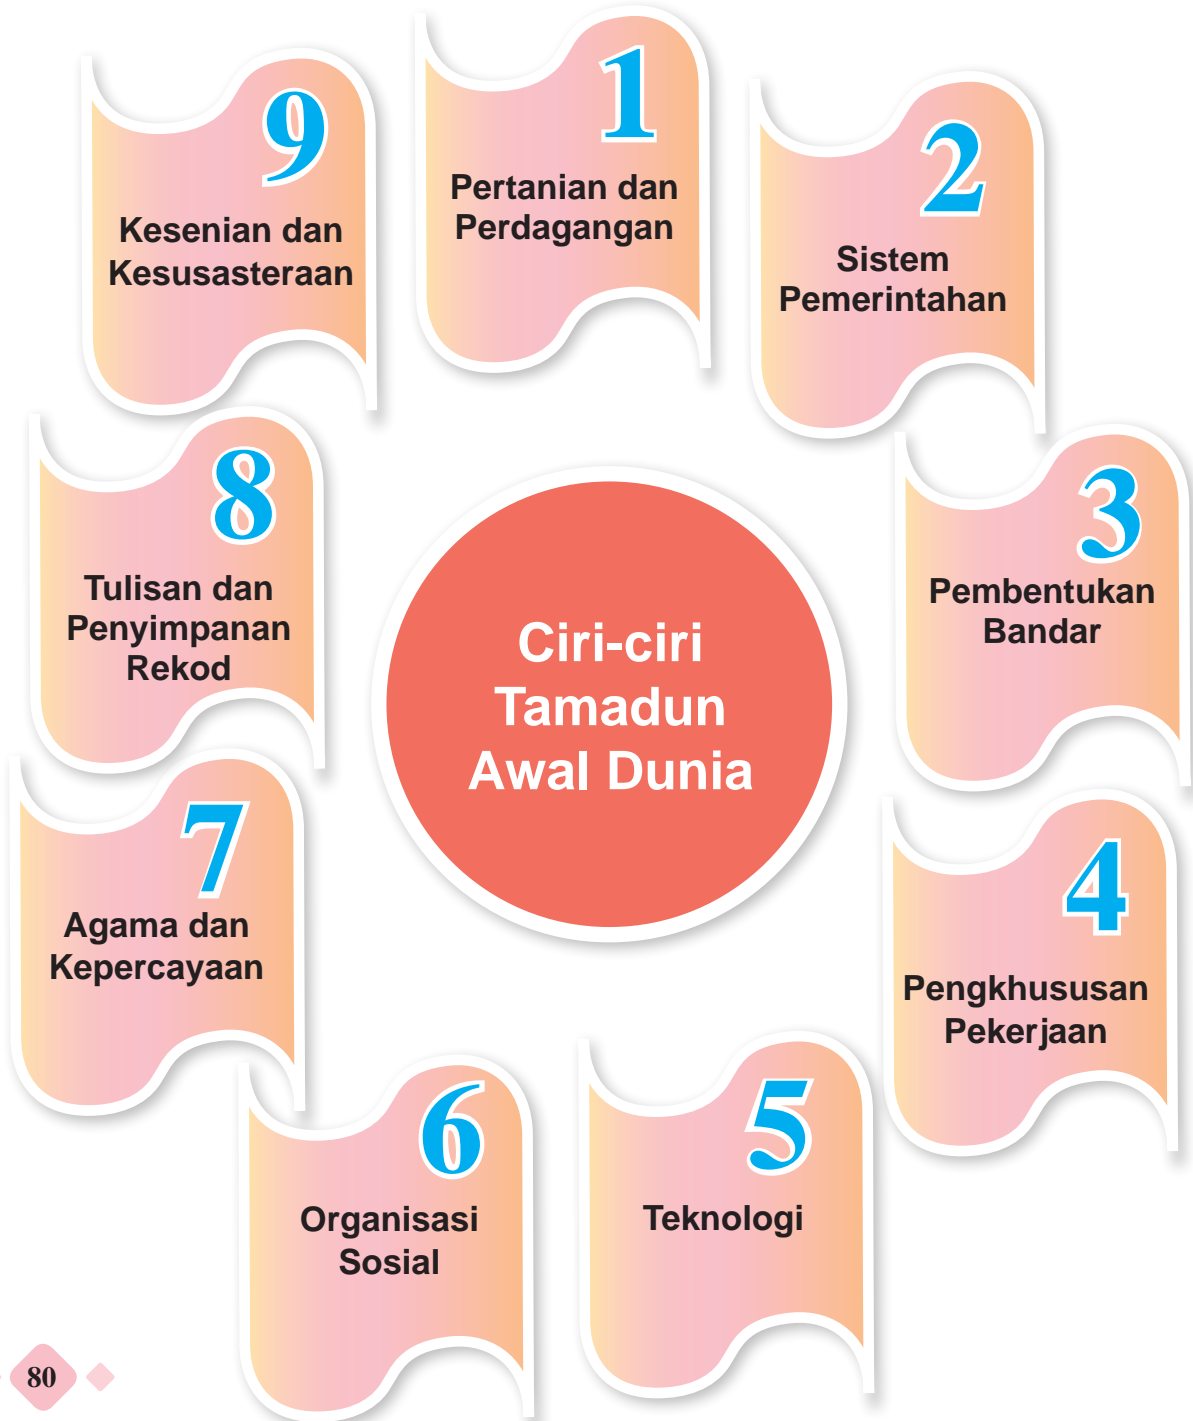 Ciri-ciri
Tamadun
Awal Dunia
1
Pertanian dan
Perdagangan
2
Sistem
Pemerintahan
3
Pembentukan
Bandar
4
Pengkhususan
Pekerjaan
5
Teknologi
6
Organisasi
Sosial
7
Agama dan
Kepercayaan
8
Tulisan dan
Penyimpanan
Rekod
9
Kesenian dan
Kesusasteraan
80